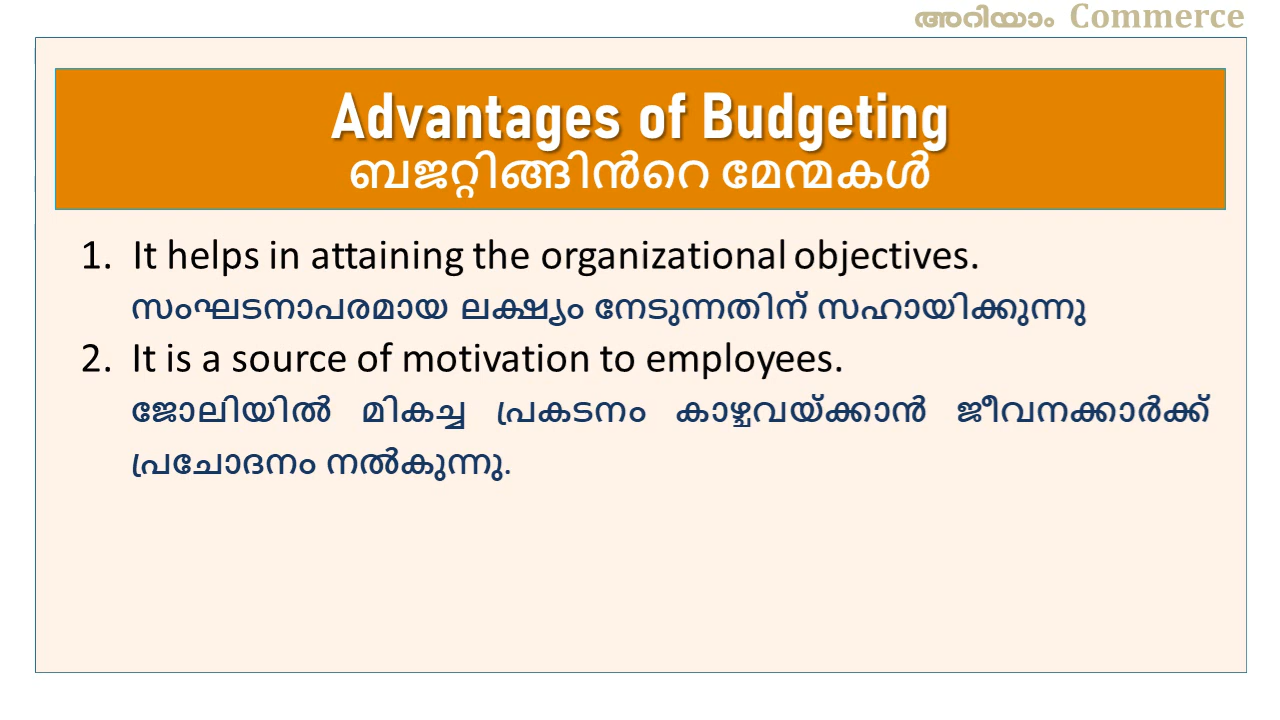 അറിയാം Commerce
Advantages of Budgeting
ബജറ്റിങ്ങിൻറെ മേന്മകൾ
1. It helps in attaining the organizational objectives.
സംഘടനാപരമായ ലക്ഷ്യം നേടുന്നതിന് സഹായിക്കുന്നു
2. It is a source of motivation to employees.
ജോലിയിൽ മികച്ച പ്രകടനം കാഴ്ചവയ്ക്കാൻ ജീവനക്കാർക്ക്
പ്രചോദനം നൽകുന്നു.